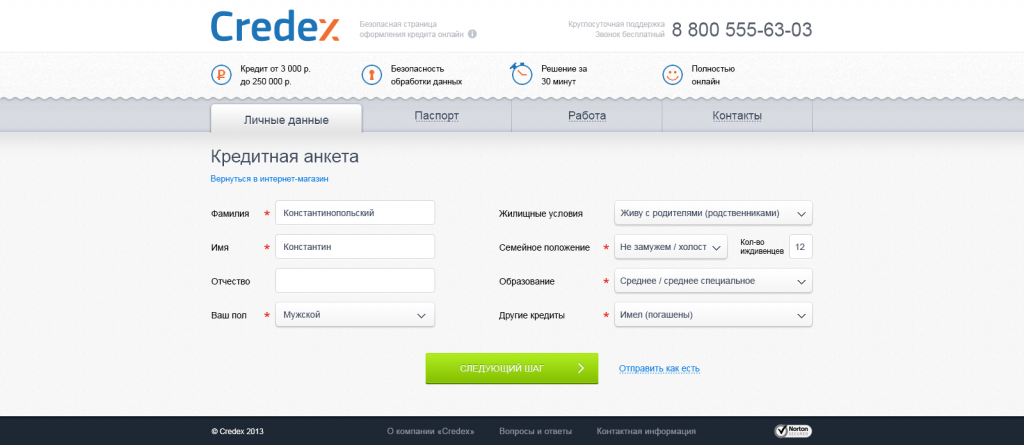 Credex
Безопасная страница
оформления кредита онлайн
Круглосуточная поддержка
Звонок бесплатный
8 800 555-63-03
Кредит от 3 000 р.
до 250 000 р.
Безопасность
обработки данных
Решение за
30 минут
Полностью
онлайн
Личные данные
Паспорт
Работа
Контакты
Кредитная анкета
Вернуться в интернет-магазин
Фамилия * Константинопольский
Имя * Константин
Отчество
Ваш пол * Мужской
Жилищные условия Живу с родителями (родственниками)
Семейное положение * Не замужем / холост
Кол-во
иждивенцев
12
Образование * Среднее / среднее специальное
Другие кредиты * Имел (погашены)
СЛЕДУЮЩИЙ ШАГ
Отправить как есть
© Credex 2013
О компании «Credex»
Вопросы и ответы
Контактная информация
Norton